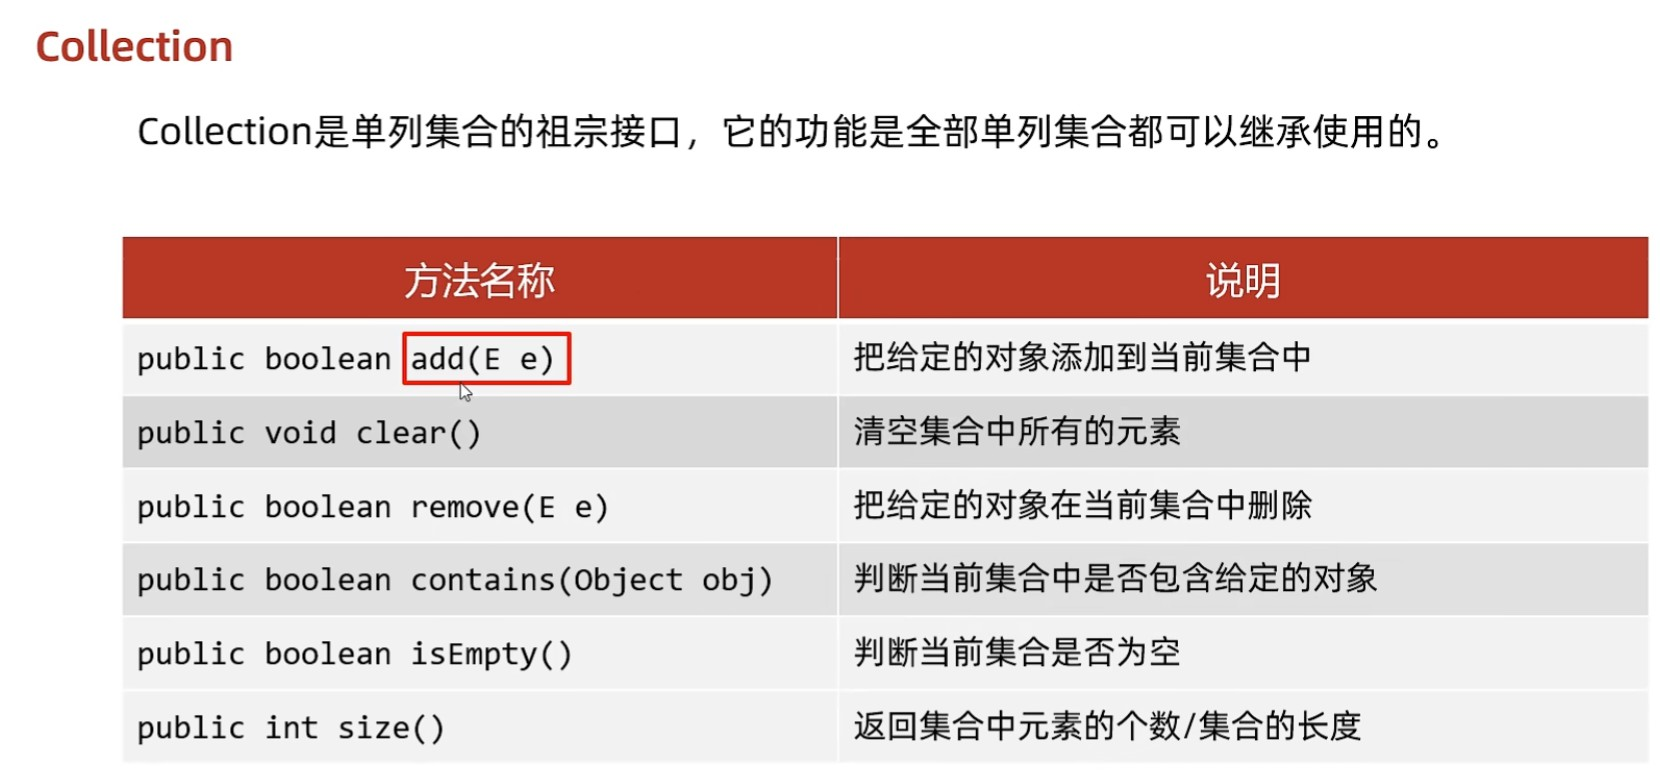 Collection
Collection是单列集合的祖宗接口，它的功能是全部单列集合都可以继承使用的。
方法名称 说明
public boolean add(E e) 把给定的对象添加到当前集合中
public void clear() 清空集合中所有的元素
public boolean remove(E e) 把给定的对象在当前集合中删除
public boolean contains(Object obj) 判断当前集合中是否包含给定的对象
public boolean isEmpty() 判断当前集合是否为空
public int size() 返回集合中元素的个数/集合的长度